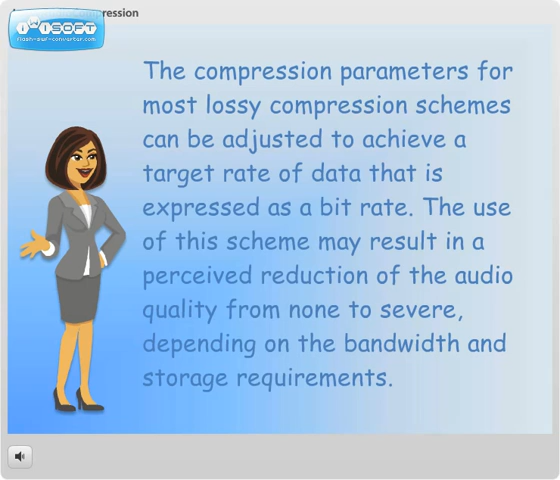 ression
iWiSOFT
flash-swf-converter.com
The compression parameters for
most lossy compression schemes
can be adjusted to achieve a
target rate of data that is
expressed as a bit rate. The use
of this scheme may result in a
perceived reduction of the audio
quality from none to severe,
depending on the bandwidth and
storage requirements.